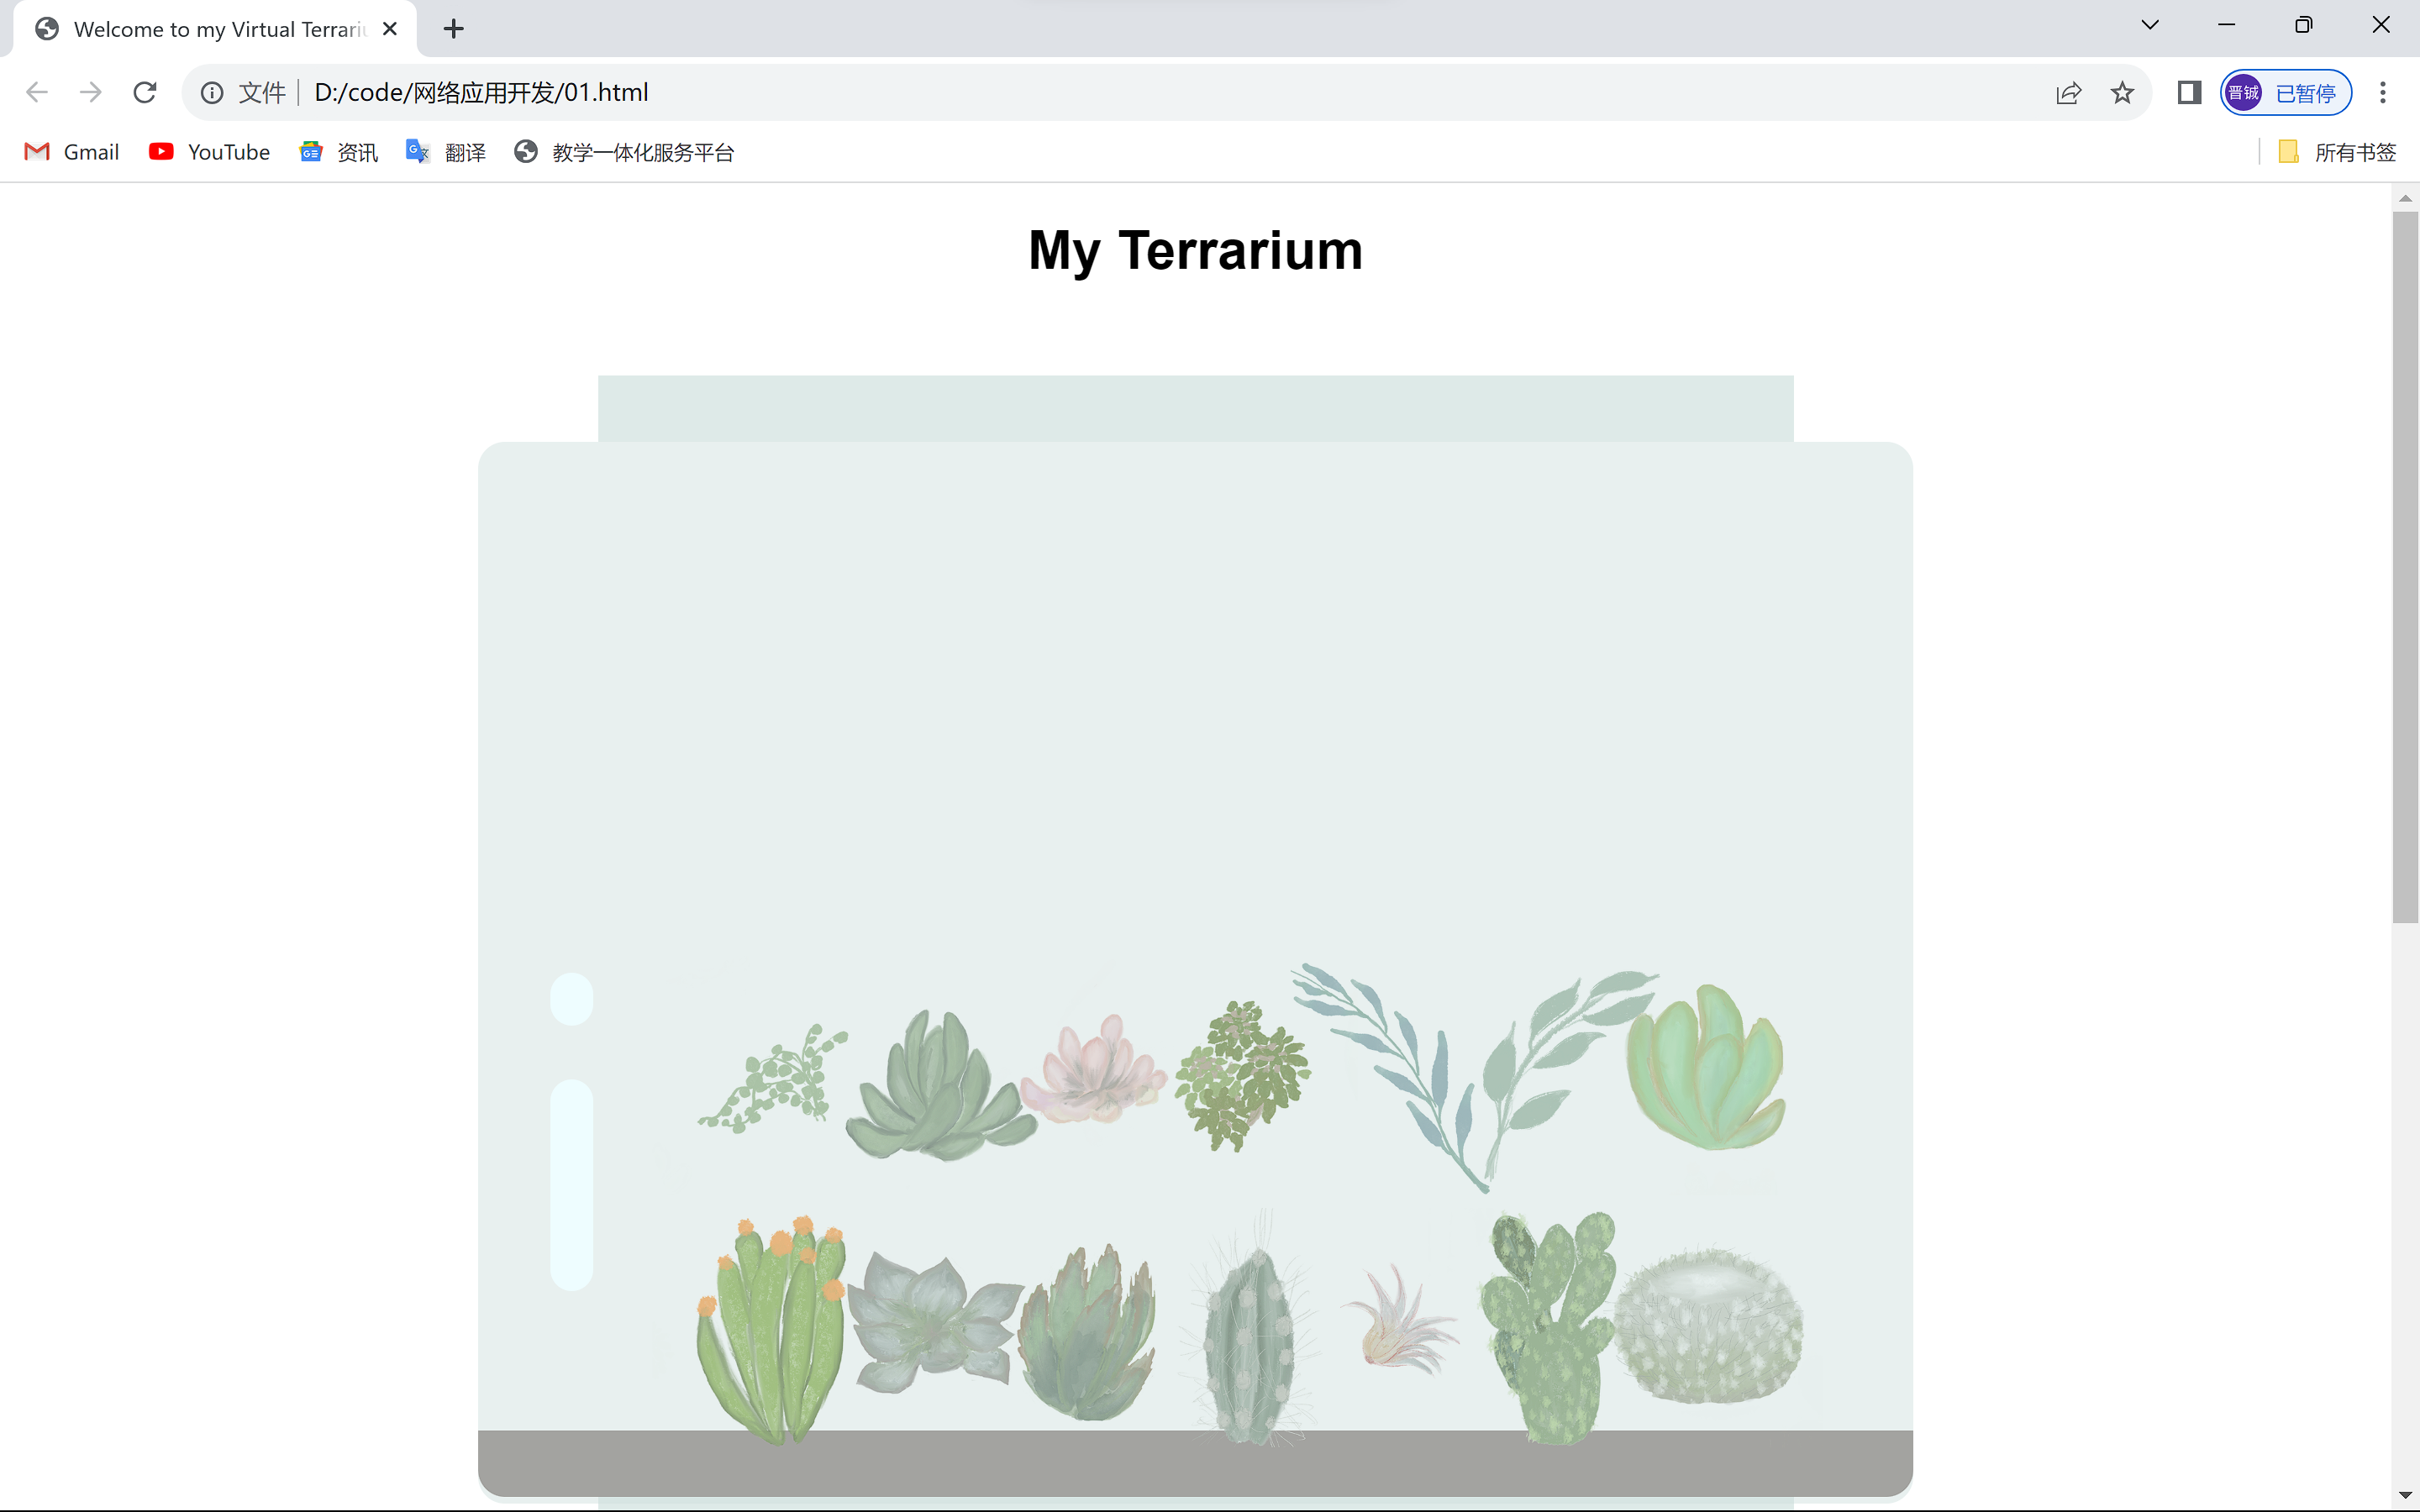 Welcome to my Virtual Terrariu
文件 D:/code/网络应用开发/01.html 晋铖 已暂停
Gmail YouTube 资讯 翻译 教学一体化服务平台 所有书签
My Terrarium